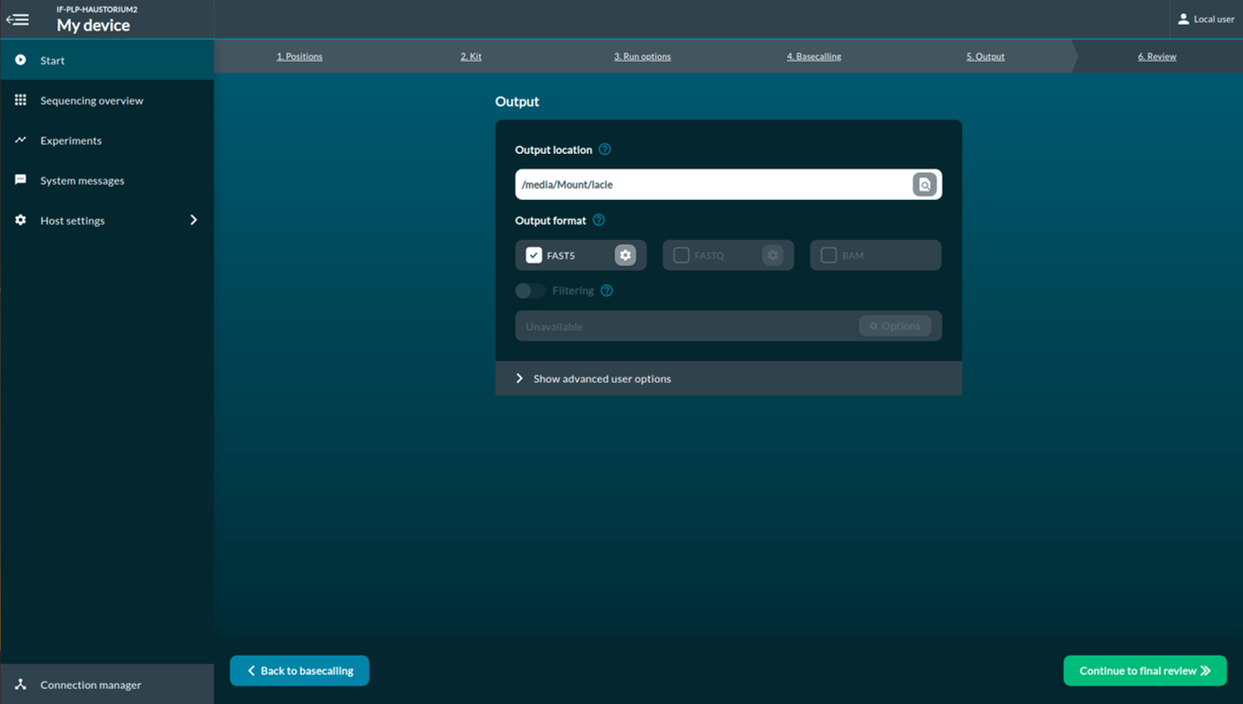 IF-PLP-HAUSTORIUM2
My device
Local user
Start
Sequencing overview
Experiments
System messages
Host settings
Connection manager
1. Positions
2. Kit
3. Run options
4. Basecalling
5. Output
6. Review
Output
Output location
/media/Mount/lacie
Output format
FAST5
FASTQ
BAM
Filtering
Unavailable
Options
Show advanced user options
Back to basecalling
Continue to final review